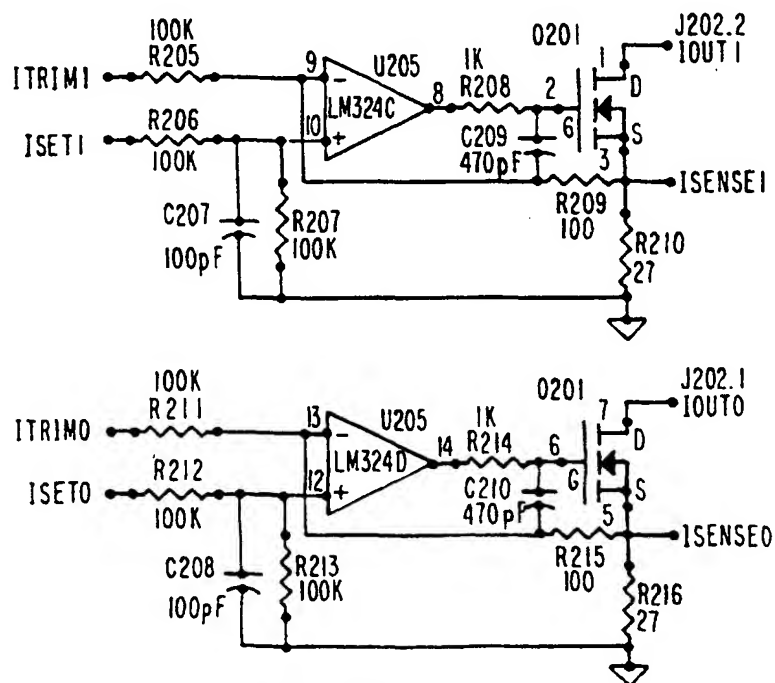 100K
R205
ITRIM1
9
-
U205
LM324C
8
1K
R208
2
G
O201
1
D
S
3
J202.2
IOUT1
ISET1
R206
100K
10
+
C209
470pF
R209
100
ISENSE1
C207
100pF
R207
100K
R210
27
100K
R211
ITRIM0
13
-
U205
LM324D
14
1K
R214
6
G
O201
7
D
S
5
J202.1
IOUT0
ISET0
R212
100K
12
+
C210
470pF
R215
100
ISENSE0
C208
100pF
R213
100K
R216
27